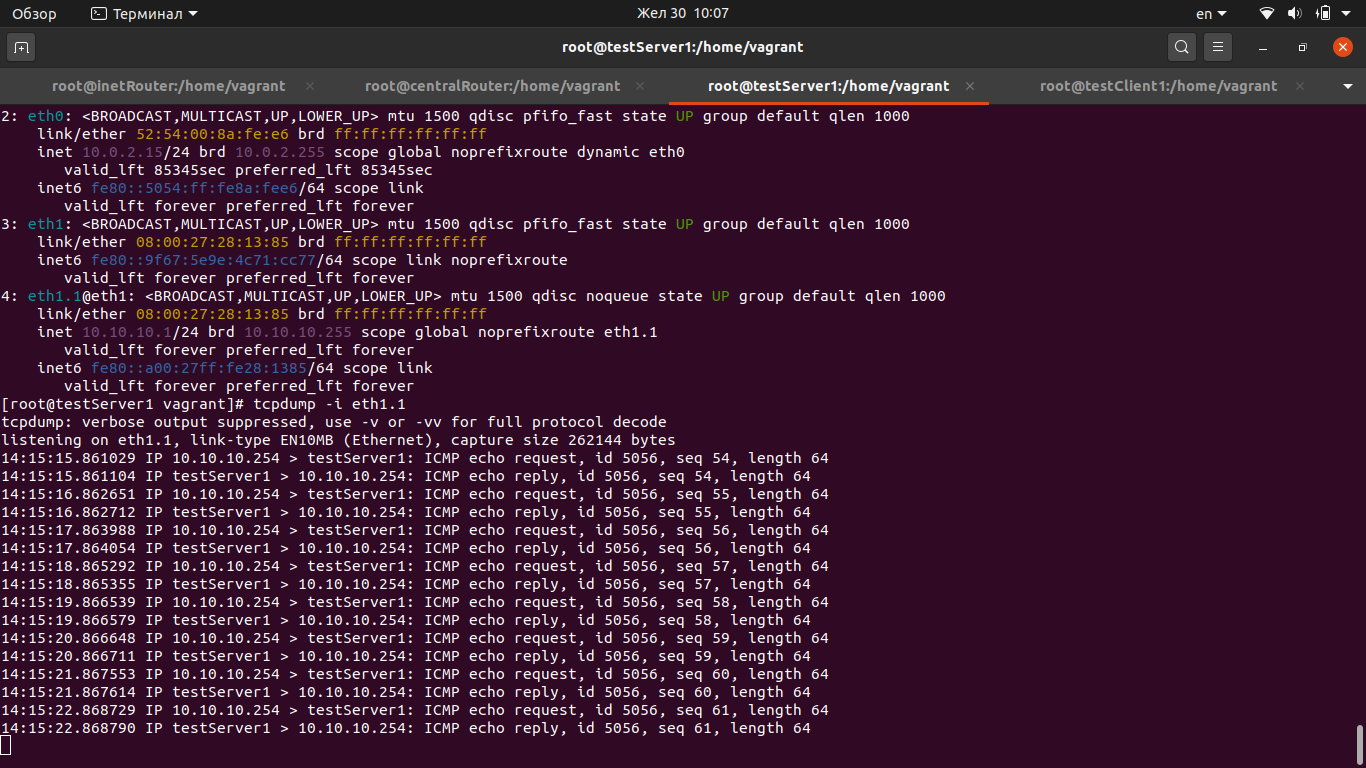 Обзор Терминал Жел 30 10:07 en
root@testServer1:/home/vagrant
root@inetRouter:/home/vagrant × root@centralRouter:/home/vagrant × root@testServer1:/home/vagrant × root@testClient1:/home/vagrant ×
2: eth0: <BROADCAST,MULTICAST,UP,LOWER_UP> mtu 1500 qdisc pfifo_fast state UP group default qlen 1000
    link/ether 52:54:00:8a:fe:e6 brd ff:ff:ff:ff:ff:ff
    inet 10.0.2.15/24 brd 10.0.2.255 scope global noprefixroute dynamic eth0
       valid_lft 85345sec preferred_lft 85345sec
    inet6 fe80::5054:ff:fe8a:fee6/64 scope link
       valid_lft forever preferred_lft forever
3: eth1: <BROADCAST,MULTICAST,UP,LOWER_UP> mtu 1500 qdisc pfifo_fast state UP group default qlen 1000
    link/ether 08:00:27:28:13:85 brd ff:ff:ff:ff:ff:ff
    inet6 fe80::9f67:5e9e:4c71:cc77/64 scope link noprefixroute
       valid_lft forever preferred_lft forever
4: eth1.1@eth1: <BROADCAST,MULTICAST,UP,LOWER_UP> mtu 1500 qdisc noqueue state UP group default qlen 1000
    link/ether 08:00:27:28:13:85 brd ff:ff:ff:ff:ff:ff
    inet 10.10.10.1/24 brd 10.10.10.255 scope global noprefixroute eth1.1
       valid_lft forever preferred_lft forever
    inet6 fe80::a00:27ff:fe28:1385/64 scope link
       valid_lft forever preferred_lft forever
[root@testServer1 vagrant]# tcpdump -i eth1.1
tcpdump: verbose output suppressed, use -v or -vv for full protocol decode
listening on eth1.1, link-type EN10MB (Ethernet), capture size 262144 bytes
14:15:15.861029 IP 10.10.10.254 > testServer1: ICMP echo request, id 5056, seq 54, length 64
14:15:15.861104 IP testServer1 > 10.10.10.254: ICMP echo reply, id 5056, seq 54, length 64
14:15:16.862651 IP 10.10.10.254 > testServer1: ICMP echo request, id 5056, seq 55, length 64
14:15:16.862712 IP testServer1 > 10.10.10.254: ICMP echo reply, id 5056, seq 55, length 64
14:15:17.863988 IP 10.10.10.254 > testServer1: ICMP echo request, id 5056, seq 56, length 64
14:15:17.864054 IP testServer1 > 10.10.10.254: ICMP echo reply, id 5056, seq 56, length 64
14:15:18.865292 IP 10.10.10.254 > testServer1: ICMP echo request, id 5056, seq 57, length 64
14:15:18.865355 IP testServer1 > 10.10.10.254: ICMP echo reply, id 5056, seq 57, length 64
14:15:19.866539 IP 10.10.10.254 > testServer1: ICMP echo request, id 5056, seq 58, length 64
14:15:19.866579 IP testServer1 > 10.10.10.254: ICMP echo reply, id 5056, seq 58, length 64
14:15:20.866648 IP 10.10.10.254 > testServer1: ICMP echo request, id 5056, seq 59, length 64
14:15:20.866711 IP testServer1 > 10.10.10.254: ICMP echo reply, id 5056, seq 59, length 64
14:15:21.867553 IP 10.10.10.254 > testServer1: ICMP echo request, id 5056, seq 60, length 64
14:15:21.867614 IP testServer1 > 10.10.10.254: ICMP echo reply, id 5056, seq 60, length 64
14:15:22.868729 IP 10.10.10.254 > testServer1: ICMP echo request, id 5056, seq 61, length 64
14:15:22.868790 IP testServer1 > 10.10.10.254: ICMP echo reply, id 5056, seq 61, length 64